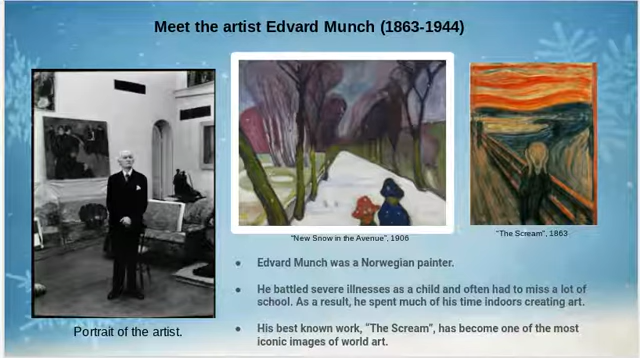 Meet the artist Edvard Munch (1863-1944)
"New Snow in the Avenue", 1906
"The Scream", 1863
Portrait of the artist.
● Edvard Munch was a Norwegian painter.
● He battled severe illnesses as a child and often had to miss a lot of
school. As a result, he spent much of his time indoors creating art.
● His best known work, "The Scream", has become one of the most
iconic images of world art.